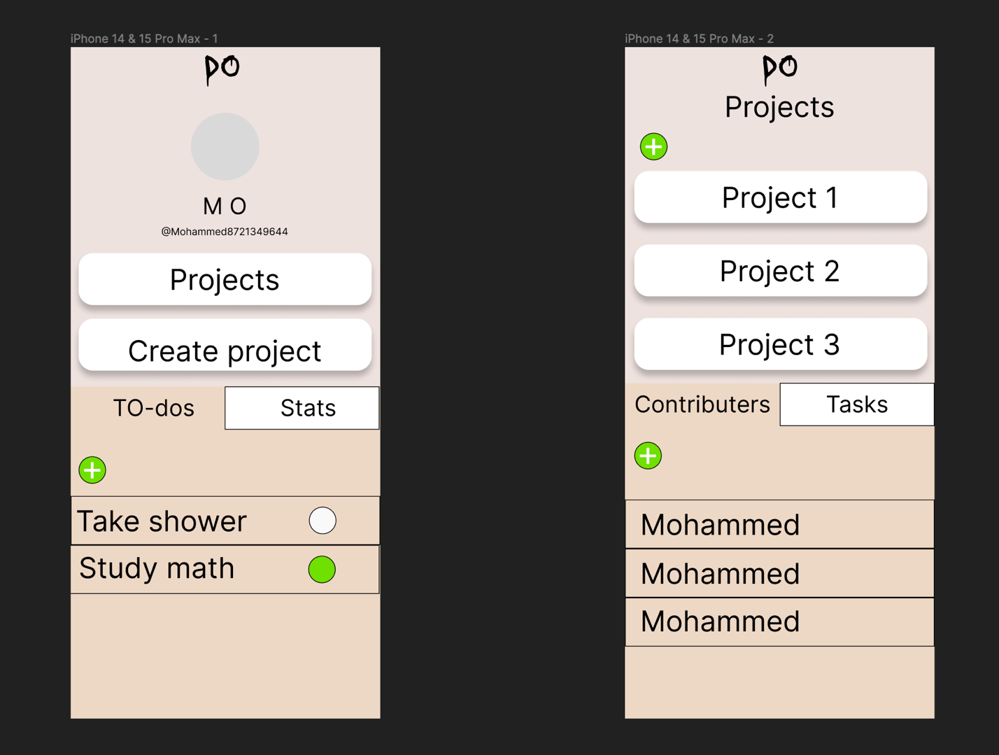 iPhone 14 & 15 Pro Max - 1
PO
M O
@Mohammed8721349644
Projects
Create project
TO-dos
Stats
Take shower
Study math
iPhone 14 & 15 Pro Max - 2
PO
Projects
Project 1
Project 2
Project 3
Contributers
Tasks
Mohammed
Mohammed
Mohammed